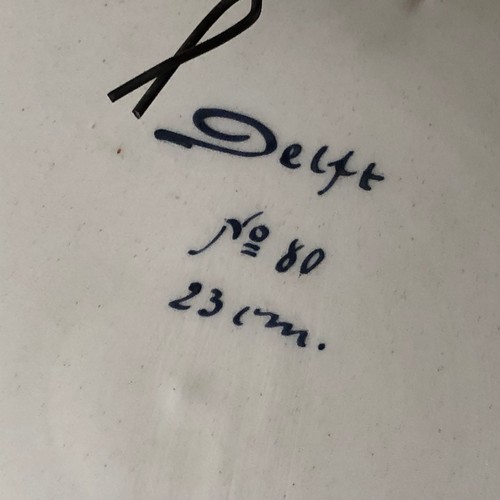 Delft
№ 80
23 cm.